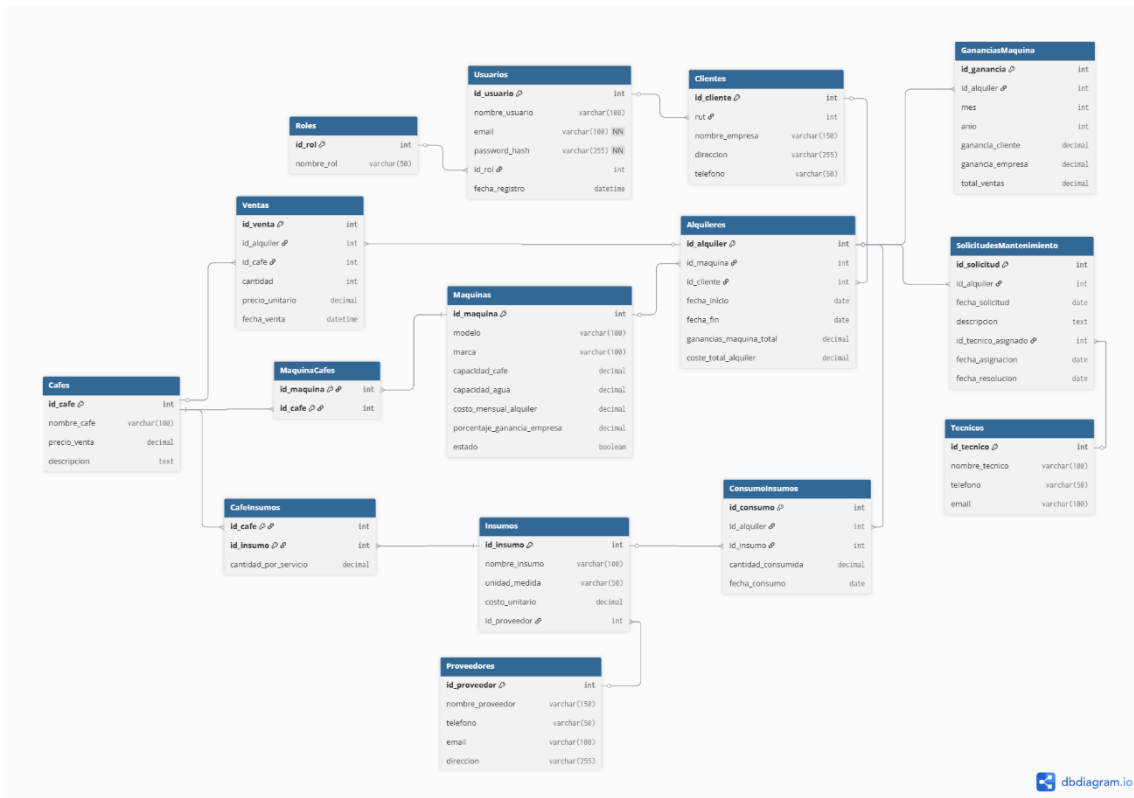 Roles
id_rol int
nombre_rol varchar(50)
Usuarios
id_usuario int
nombre_usuario varchar(100)
email varchar(100) NN
password_hash varchar(255) NN
id_rol int
fecha_registro datetime
Clientes
id_cliente int
rut int
nombre_empresa varchar(150)
direccion varchar(255)
telefono varchar(50)
GananciasMaquina
id_ganancia int
id_alquiler int
mes int
anio int
ganancia_cliente decimal
ganancia_empresa decimal
total_ventas decimal
Ventas
id_venta int
id_alquiler int
id_cafe int
cantidad int
precio_unitario decimal
fecha_venta datetime
Alquileres
id_alquiler int
id_maquina int
id_cliente int
fecha_inicio date
fecha_fin date
ganancias_maquina_total decimal
coste_total_alquiler decimal
SolicitudesMantenimiento
id_solicitud int
id_alquiler int
fecha_solicitud date
descripcion text
id_tecnico_asignado int
fecha_asignacion date
fecha_resolucion date
Maquinas
id_maquina int
modelo varchar(100)
marca varchar(100)
capacidad_cafe decimal
capacidad_agua decimal
costo_mensual_alquiler decimal
porcentaje_ganancia_empresa decimal
estado boolean
MaquinaCafes
id_maquina int
id_cafe int
Cafes
id_cafe int
nombre_cafe varchar(100)
precio_venta decimal
descripcion text
Tecnicos
id_tecnico int
nombre_tecnico varchar(100)
telefono varchar(50)
email varchar(100)
CafeInsumos
id_cafe int
id_insumo int
cantidad_por_servicio decimal
Insumos
id_insumo int
nombre_insumo varchar(100)
unidad_medida varchar(50)
costo_unitario decimal
id_proveedor int
ConsumoInsumos
id_consumo int
id_alquiler int
id_insumo int
cantidad_consumida decimal
fecha_consumo date
Proveedores
id_proveedor int
nombre_proveedor varchar(150)
telefono varchar(50)
email varchar(100)
direccion varchar(255)
dbdiagram.io